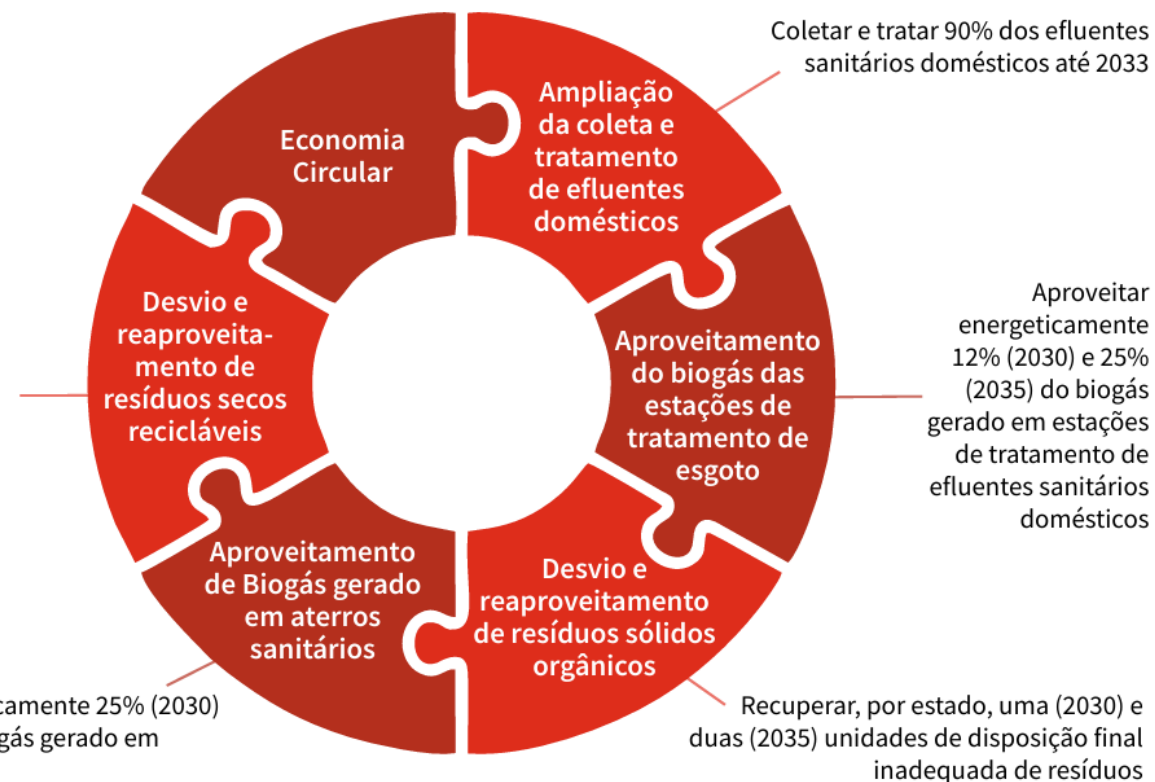 Coletar e tratar 90% dos efluentes
sanitários domésticos até 2033
Ampliação
da coleta e
tratamento
de efluentes
domésticos
Economia
Circular
Aproveitar
energeticamente
12% (2030) e 25%
(2035) do biogás
gerado em estações
de tratamento de
efluentes sanitários
domésticos
Aproveitamento
do biogás das
estações de
tratamento de
esgoto
Desvio e
reaproveita-
mento de
resíduos secos
recicláveis
Aproveitamento
de Biogás gerado
em aterros
sanitários
Desvio e
reaproveitamento
de resíduos sólidos
orgânicos
25% (2030)
gerado em
Recuperar, por estado, uma (2030) e
duas (2035) unidades de disposição final
inadequada de resíduos